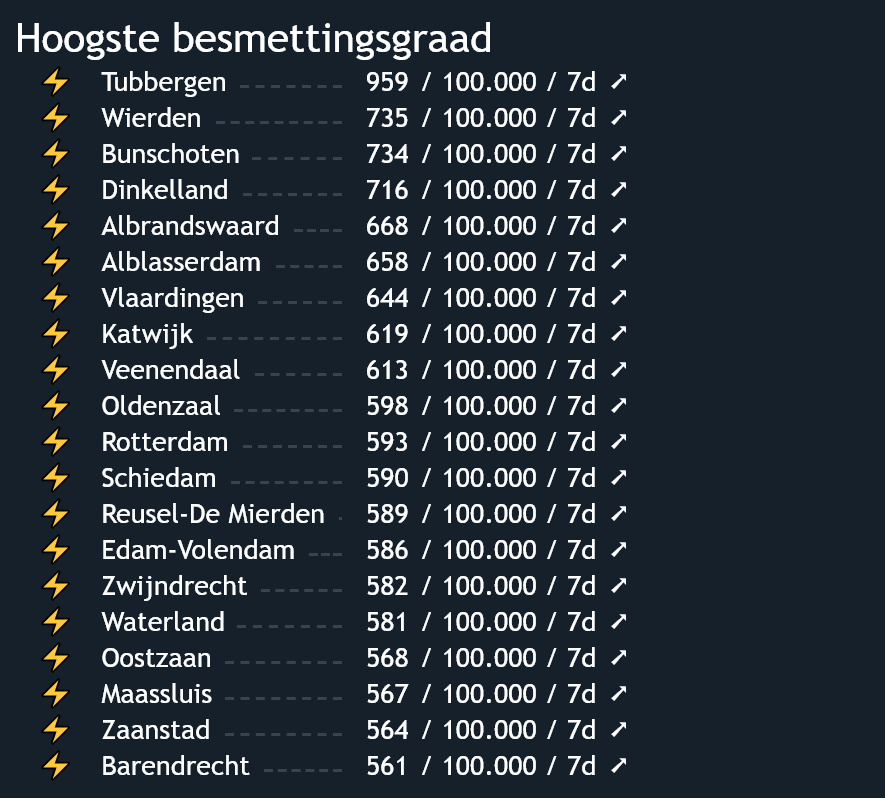 Hoogste besmettingsgraad
Tubbergen 959 / 100.000 / 7d ➚
Wierden 735 / 100.000 / 7d ➚
Bunschoten 734 / 100.000 / 7d ➚
Dinkelland 716 / 100.000 / 7d ➚
Albrandswaard 668 / 100.000 / 7d ➚
Alblasserdam 658 / 100.000 / 7d ➚
Vlaardingen 644 / 100.000 / 7d ➚
Katwijk 619 / 100.000 / 7d ➚
Veenendaal 613 / 100.000 / 7d ➚
Oldenzaal 598 / 100.000 / 7d ➚
Rotterdam 593 / 100.000 / 7d ➚
Schiedam 590 / 100.000 / 7d ➚
Reusel-De Mierden 589 / 100.000 / 7d ➚
Edam-Volendam 586 / 100.000 / 7d ➚
Zwijndrecht 582 / 100.000 / 7d ➚
Waterland 581 / 100.000 / 7d ➚
Oostzaan 568 / 100.000 / 7d ➚
Maassluis 567 / 100.000 / 7d ➚
Zaanstad 564 / 100.000 / 7d ➚
Barendrecht 561 / 100.000 / 7d ➚